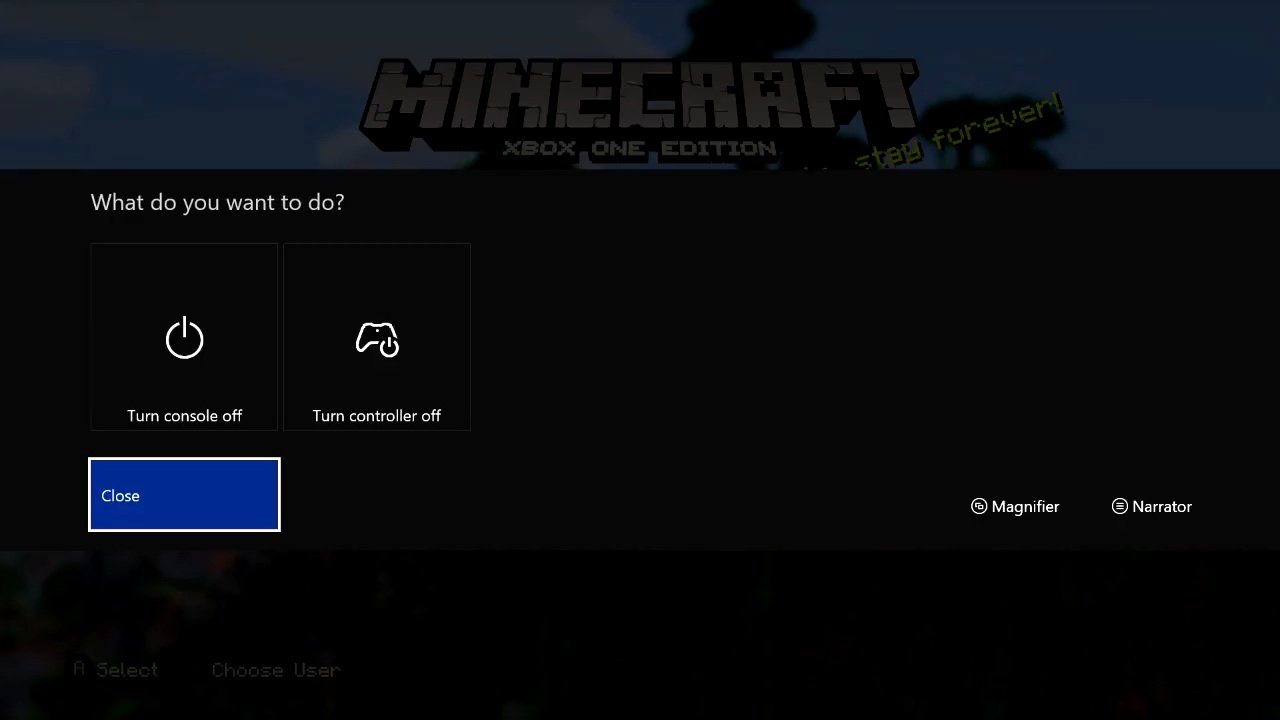 MINECRAFT
XBOX ONE EDITION
stay forever!
What do you want to do?
Turn console off
Turn controller off
Close
Magnifier
Narrator
A Select
Choose User